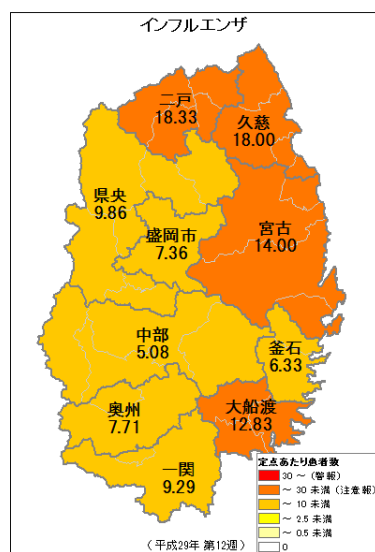 インフルエンザ
二戸
18.33
久慈
18.00
県央
9.86
盛岡市
7.36
宮古
14.00
中部
5.08
釜石
6.33
奥州
7.71
大船渡
12.83
一関
9.29
定点あたり患者数
30 ~ (警報)
~ 30 未満 (注意報)
~ 10 未満
~ 2.5 未満
~ 0.5 未満
0
(平成29年 第12週)